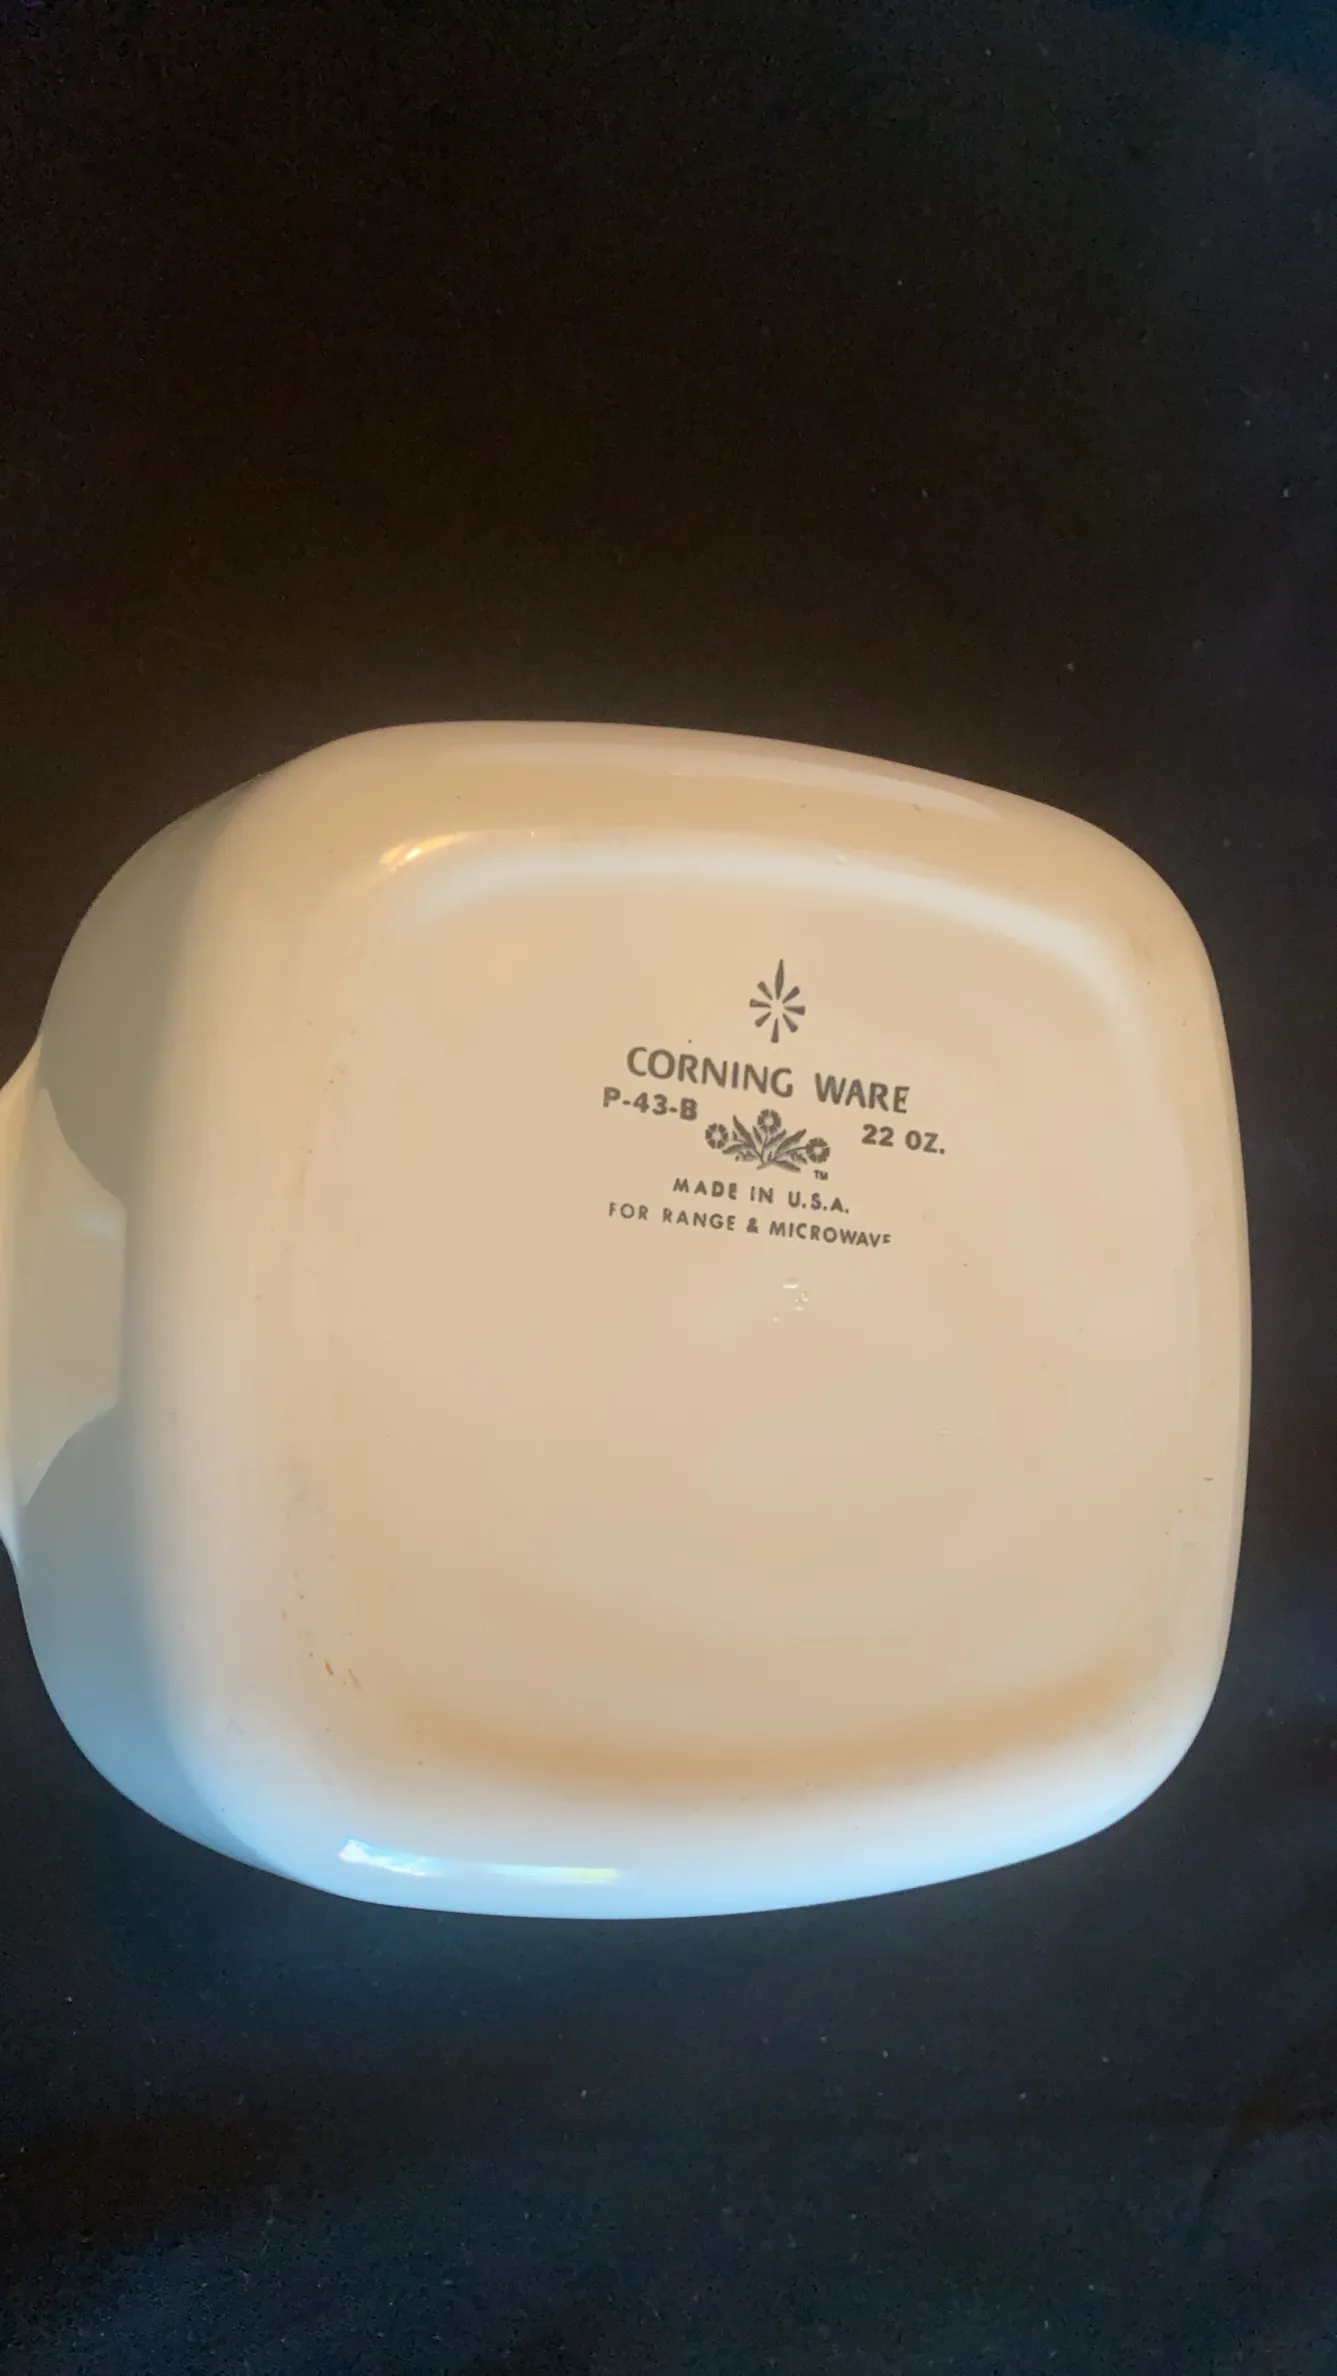 CORNING WARE
P-43-B 22 OZ.
TM
MADE IN U.S.A.
FOR RANGE & MICROWAVE